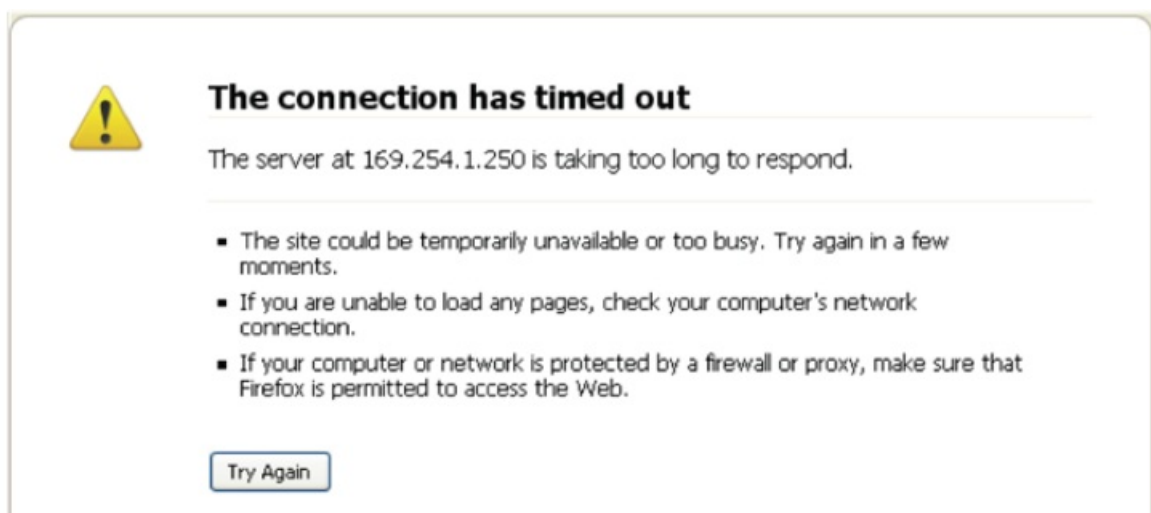 The connection has timed out
The server at 169.254.1.250 is taking too long to respond.
The site could be temporarily unavailable or too busy. Try again in a few
moments.
If you are unable to load any pages, check your computer's network
connection.
If your computer or network is protected by a firewall or proxy, make sure that
Firefox is permitted to access the Web.
Try Again